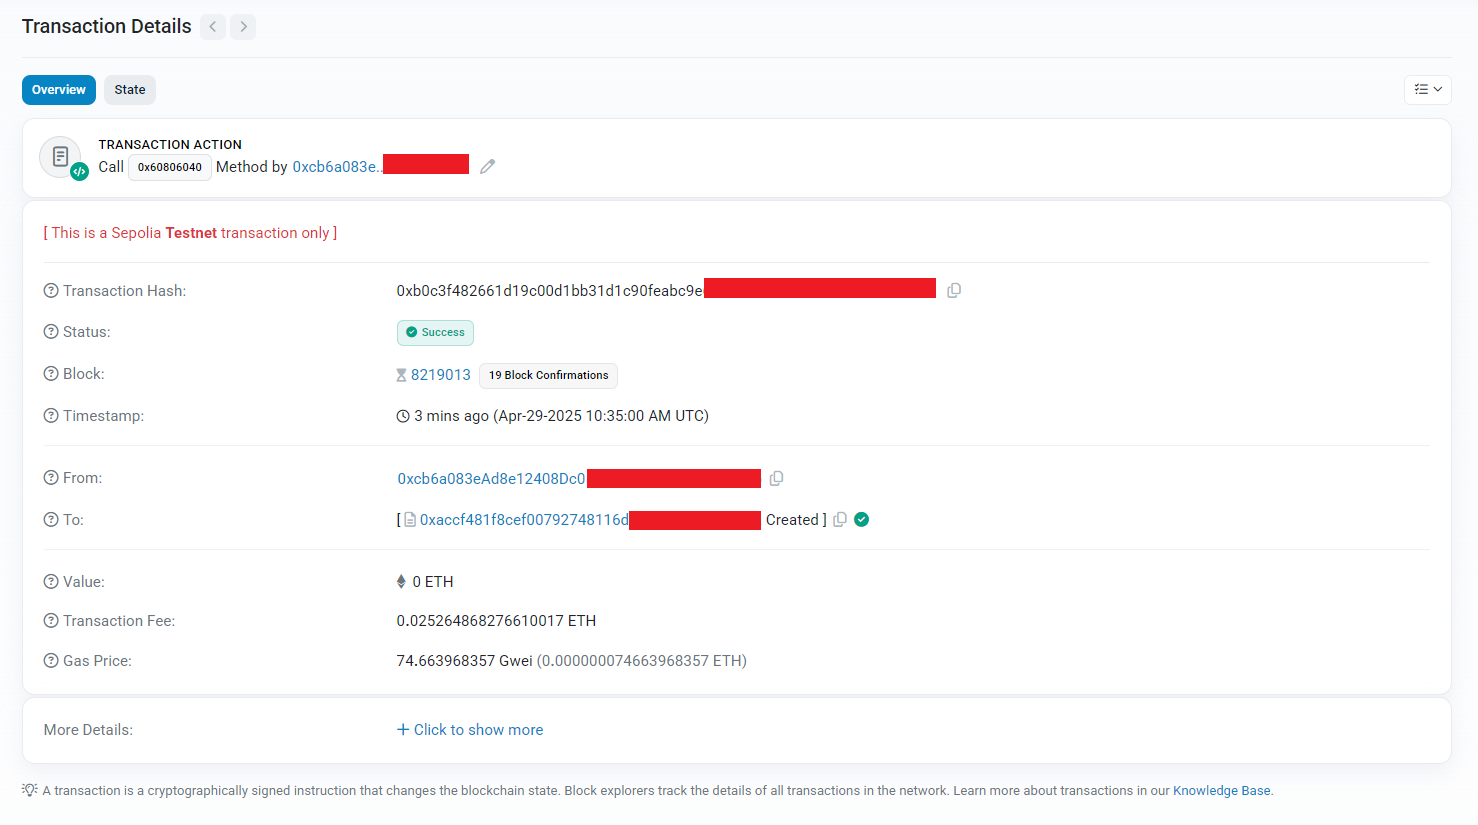 Transaction Details
Overview State
TRANSACTION ACTION
Call 0x60806040 Method by 0xcb6a083e..
[ This is a Sepolia Testnet transaction only ]
Transaction Hash: 0xb0c3f482661d19c00d1bb31d1c90feabc9e
Status: Success
Block: 8219013 19 Block Confirmations
Timestamp: 3 mins ago (Apr-29-2025 10:35:00 AM UTC)
From: 0xcb6a083eAd8e12408Dc0
To: [ 0xaccf481f8cef00792748116d Created ]
Value: 0 ETH
Transaction Fee: 0.025264868276610017 ETH
Gas Price: 74.663968357 Gwei (0.000000074663968357 ETH)
More Details: + Click to show more
A transaction is a cryptographically signed instruction that changes the blockchain state. Block explorers track the details of all transactions in the network. Learn more about transactions in our Knowledge Base.